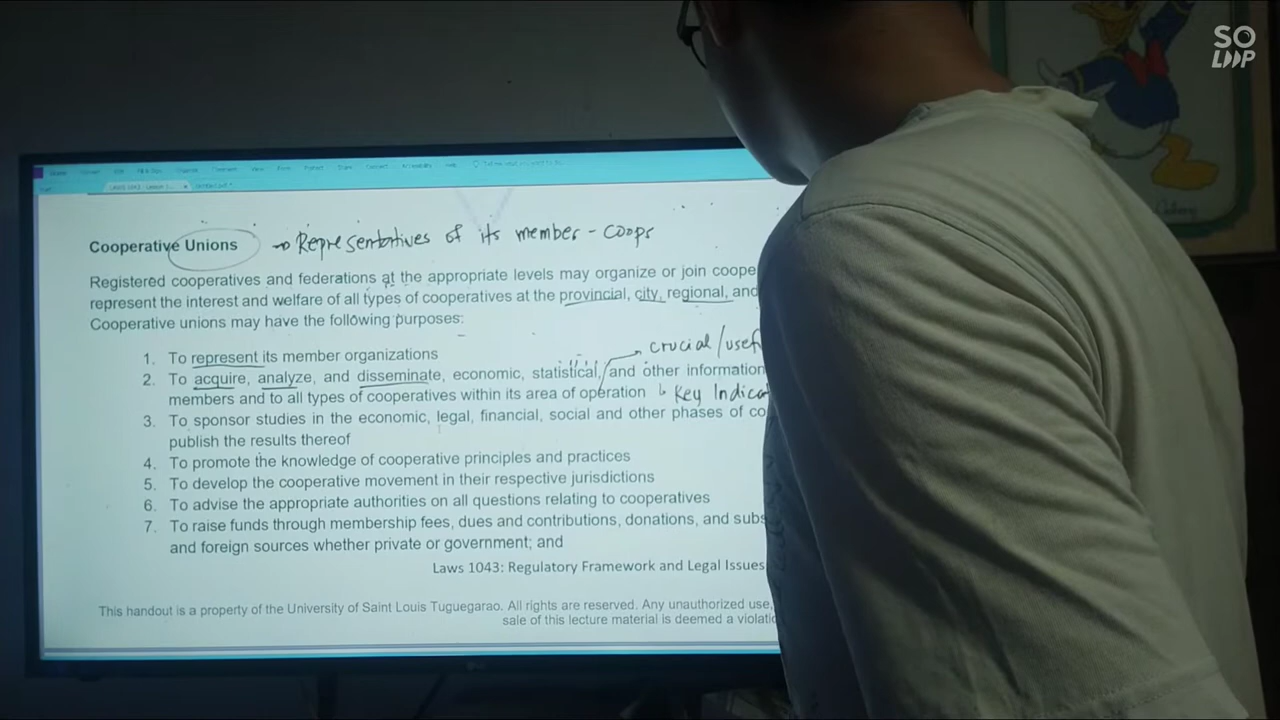 SO
LOOP
Cooperative Unions → Representatives of its member - coops
Registered cooperatives and federations at the appropriate levels may organize or join coope
represent the interest and welfare of all types of cooperatives at the provincial, city, regional, and
Cooperative unions may have the following purposes:
crucial/usef
1. To represent its member organizations
2. To acquire, analyze, and disseminate, economic, statistical, and other information
members and to all types of cooperatives within its area of operation ↳ Key Indica
3. To sponsor studies in the economic, legal, financial, social and other phases of co
publish the results thereof
4. To promote the knowledge of cooperative principles and practices
5. To develop the cooperative movement in their respective jurisdictions
6. To advise the appropriate authorities on all questions relating to cooperatives
7. To raise funds through membership fees, dues and contributions, donations, and subs
and foreign sources whether private or government; and
Laws 1043: Regulatory Framework and Legal Issues
This handout is a property of the University of Saint Louis Tuguegarao. All rights are reserved. Any unauthorized use,
sale of this lecture material is deemed a violatio